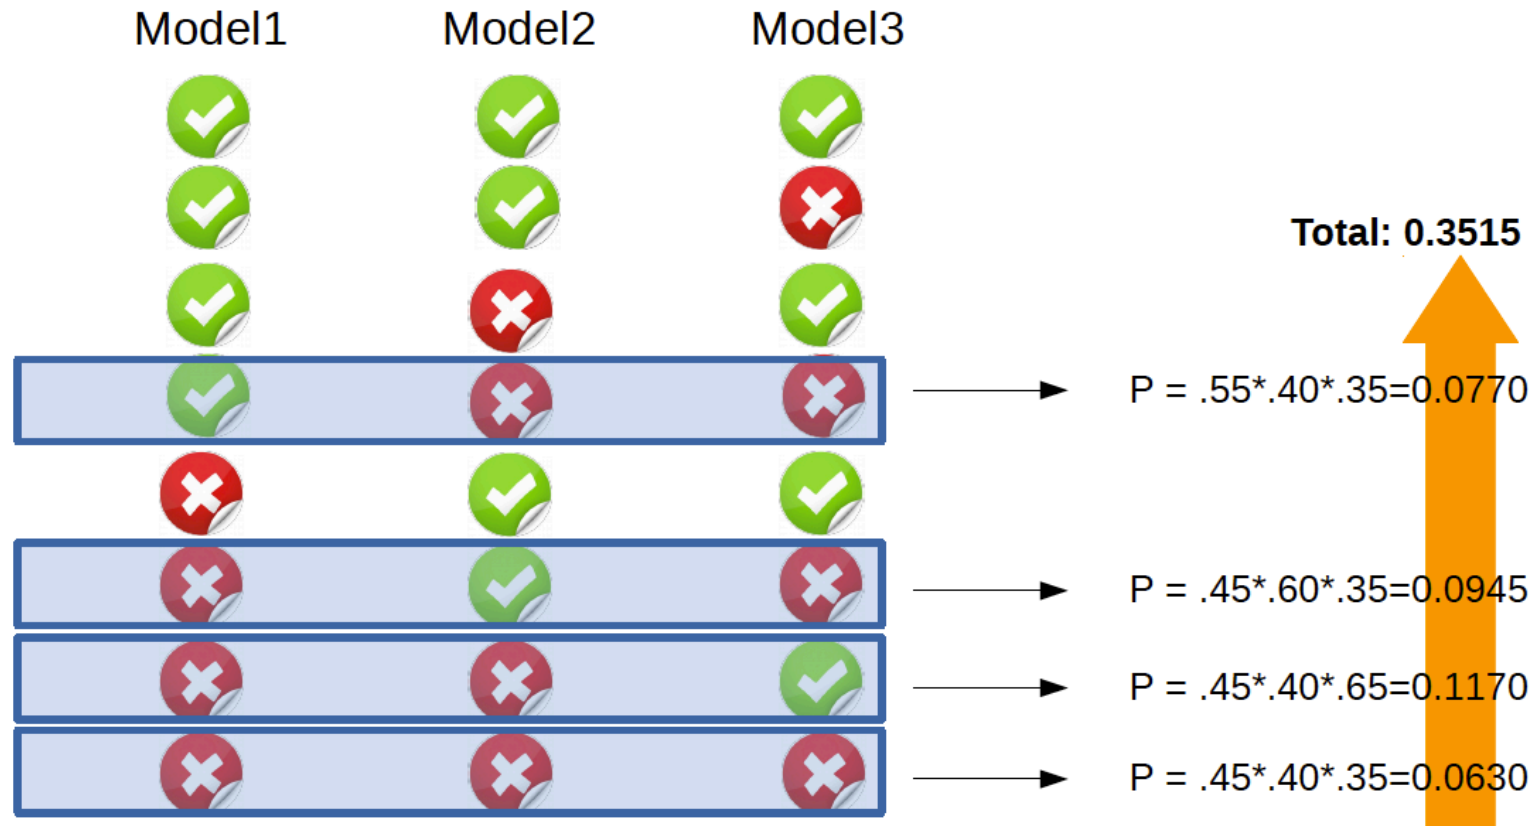 Model1 Model2 Model3
Total: 0.3515
P = .55*.40*.35=0.0770
P = .45*.60*.35=0.0945
P = .45*.40*.65=0.1170
P = .45*.40*.35=0.0630